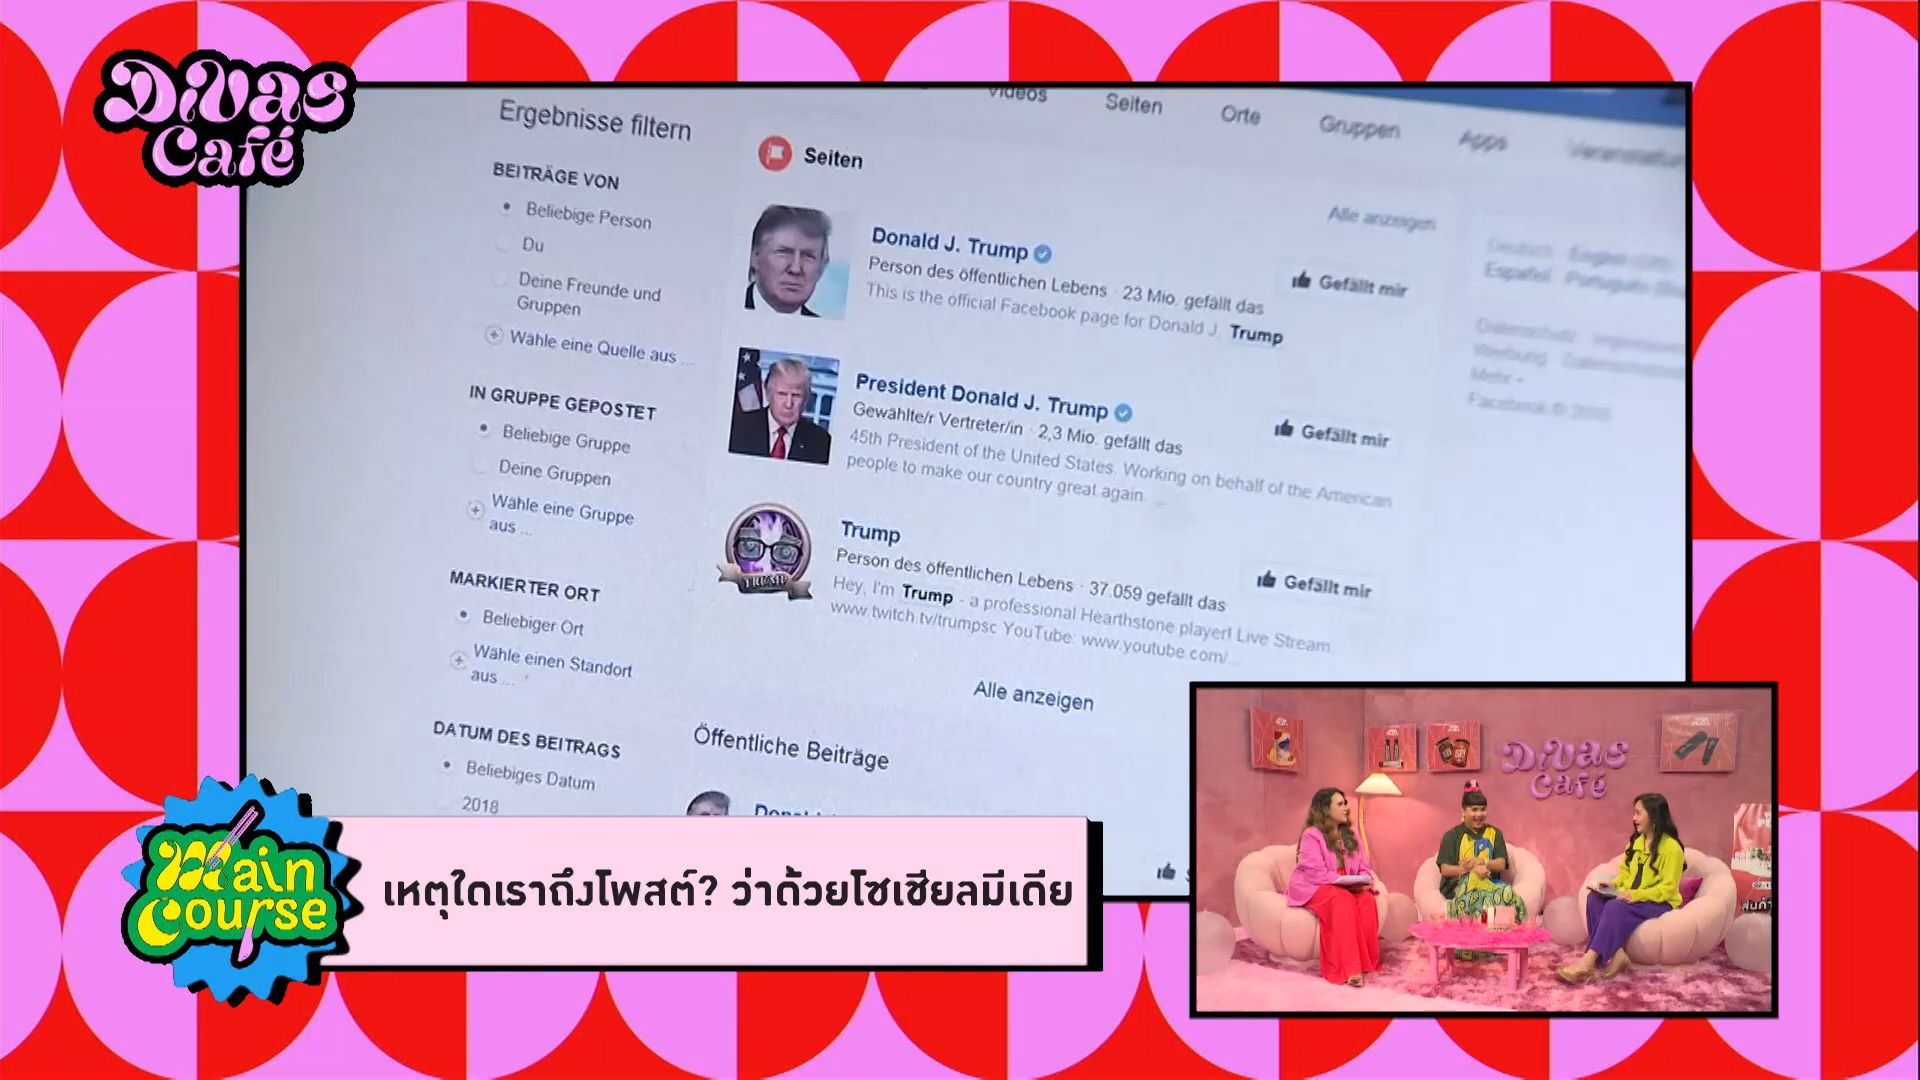 Divas
Café
Ergebnisse filtern
BEITRÄGE VON
Beliebige Person
Du
Deine Freunde und
Gruppen
Wähle eine Quelle aus ...
IN GRUPPE GEPOSTET
Beliebige Gruppe
Deine Gruppen
Wähle eine Gruppe
aus ...
MARKIERTER ORT
Beliebiger Ort
Wähle einen Standort
aus ...
DATUM DES BEITRAGS
Beliebiges Datum
2018
Videos Seiten Orte Gruppen Apps
Seiten
Alle anzeigen
Donald J. Trump
Person des öffentlichen Lebens · 23 Mio. gefällt das
This is the official Facebook page for Donald J. Trump
Gefällt mir
President Donald J. Trump
Gewählte/r Vertreter/in · 2,3 Mio. gefällt das
45th President of the United States. Working on behalf of the American
people to make our country great again. ...
Gefällt mir
TRUMP
Trump
Person des öffentlichen Lebens · 37.059 gefällt das
Hey, I'm Trump - a professional Hearthstone player! Live Stream:
www.twitch.tv/trumpsc YouTube: www.youtube.com/...
Gefällt mir
Alle anzeigen
Öffentliche Beiträge
Deutsch · English
Español · Português
Main
Course
เหตุใดเราถึงโพสต์? ว่าด้วยโซเชียลมีเดีย
Divas
Café